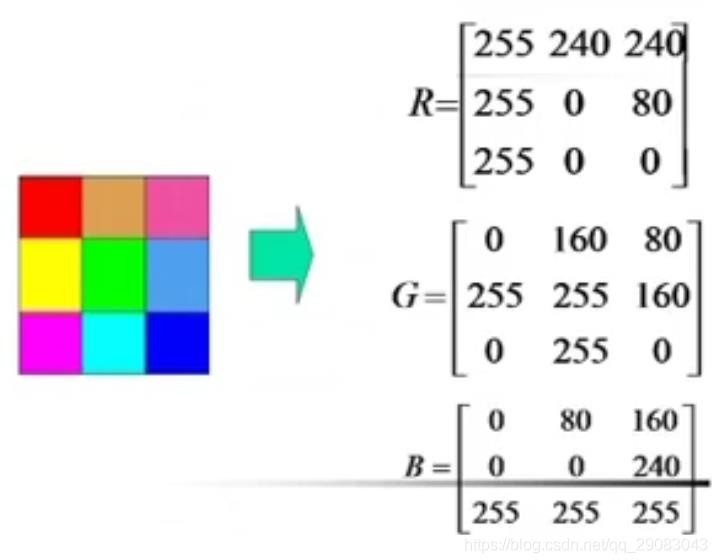 255 240 240
R= 255 0 80
255 0 0
0 160 80
G= 255 255 160
0 255 0
0 80 160
B= 0 0 240
255 255 255
https://blog.csdn.net/qq_29083043